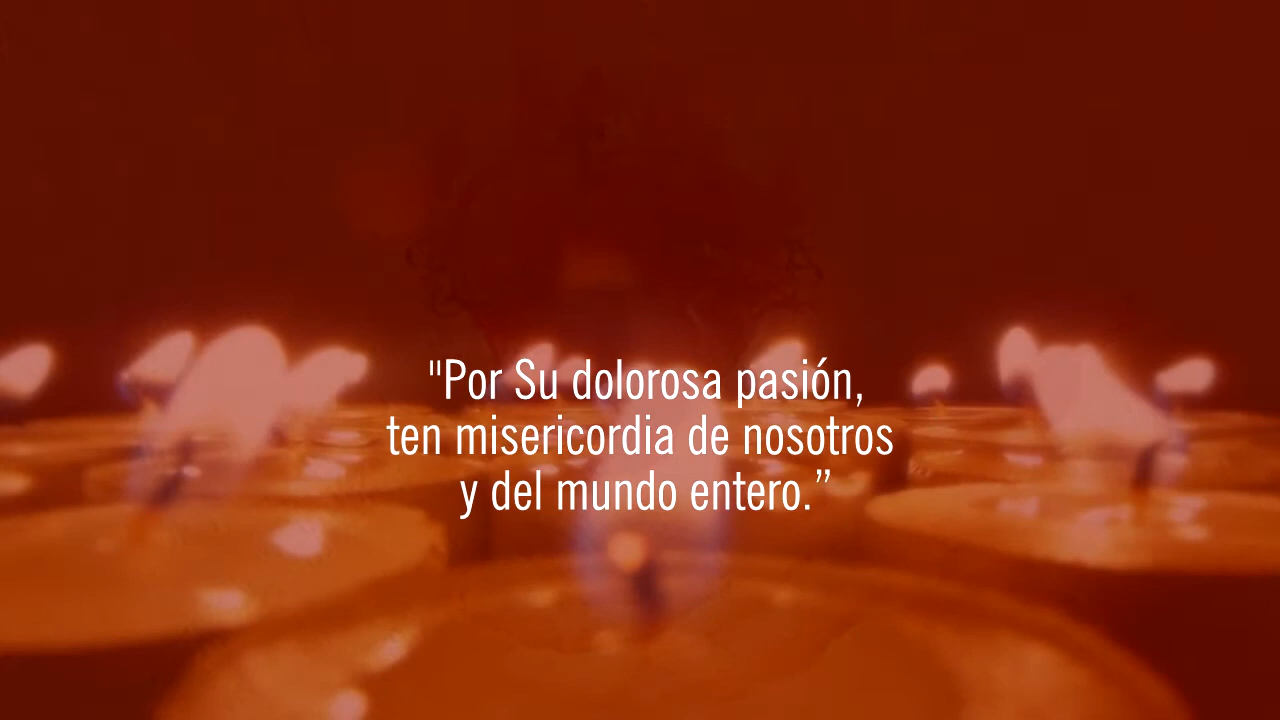 "Por Su dolorosa pasión,
ten misericordia de nosotros
y del mundo entero.”